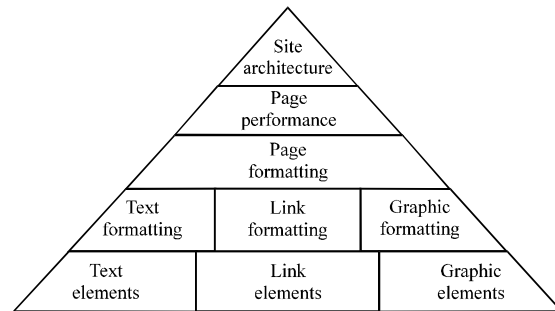 Site
architecture
Page
performance
Page
formatting
Text
formatting
Link
formatting
Graphic
formatting
Text
elements
Link
elements
Graphic
elements